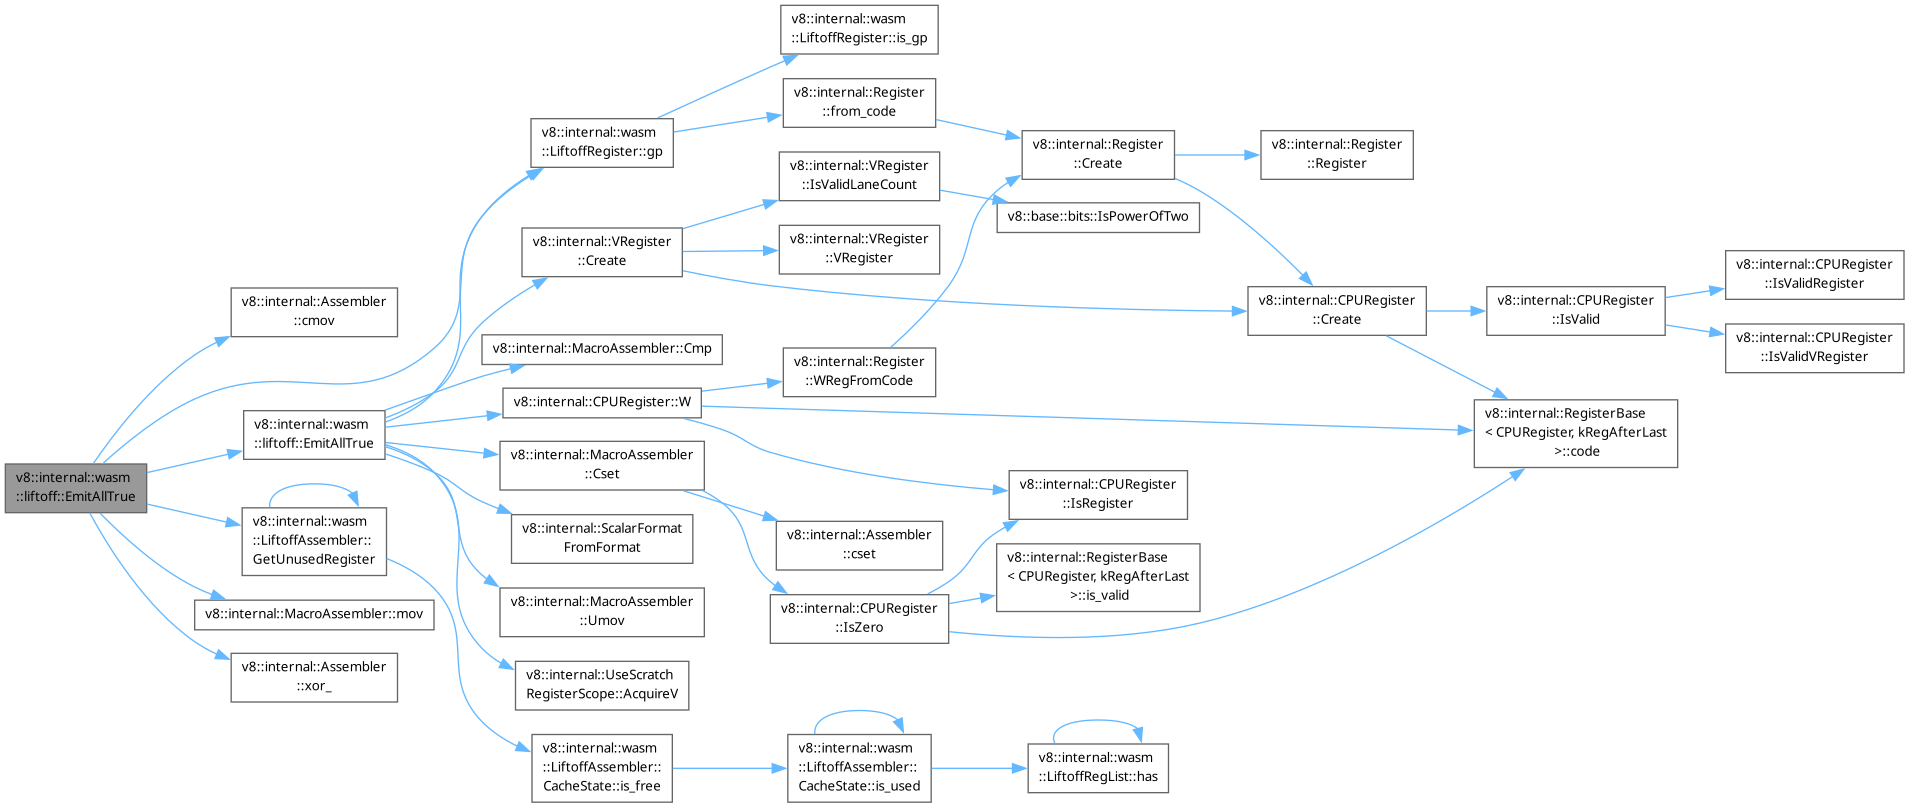 v8::internal::wasm
::LiftoffRegister::is_gp
v8::internal::Register
::from_code
v8::internal::wasm
::LiftoffRegister::gp
v8::internal::Register
::Create
v8::internal::Register
::Register
v8::internal::VRegister
::IsValidLaneCount
v8::base::bits::IsPowerOfTwo
v8::internal::VRegister
::Create
v8::internal::VRegister
::VRegister
v8::internal::CPURegister
::IsValidRegister
v8::internal::Assembler
::cmov
v8::internal::CPURegister
::Create
v8::internal::CPURegister
::IsValid
v8::internal::CPURegister
::IsValidVRegister
v8::internal::MacroAssembler::Cmp
v8::internal::Register
::WRegFromCode
v8::internal::CPURegister::W
v8::internal::RegisterBase
< CPURegister, kRegAfterLast
>::code
v8::internal::wasm
::liftoff::EmitAllTrue
v8::internal::MacroAssembler
::Cset
v8::internal::wasm
::liftoff::EmitAllTrue
v8::internal::CPURegister
::IsRegister
v8::internal::wasm
::LiftoffAssembler::
GetUnusedRegister
v8::internal::ScalarFormat
FromFormat
v8::internal::Assembler
::cset
v8::internal::RegisterBase
< CPURegister, kRegAfterLast
>::is_valid
v8::internal::MacroAssembler::mov
v8::internal::MacroAssembler
::Umov
v8::internal::CPURegister
::IsZero
v8::internal::Assembler
::xor_
v8::internal::UseScratch
RegisterScope::AcquireV
v8::internal::wasm
::LiftoffAssembler::
CacheState::is_free
v8::internal::wasm
::LiftoffAssembler::
CacheState::is_used
v8::internal::wasm
::LiftoffRegList::has